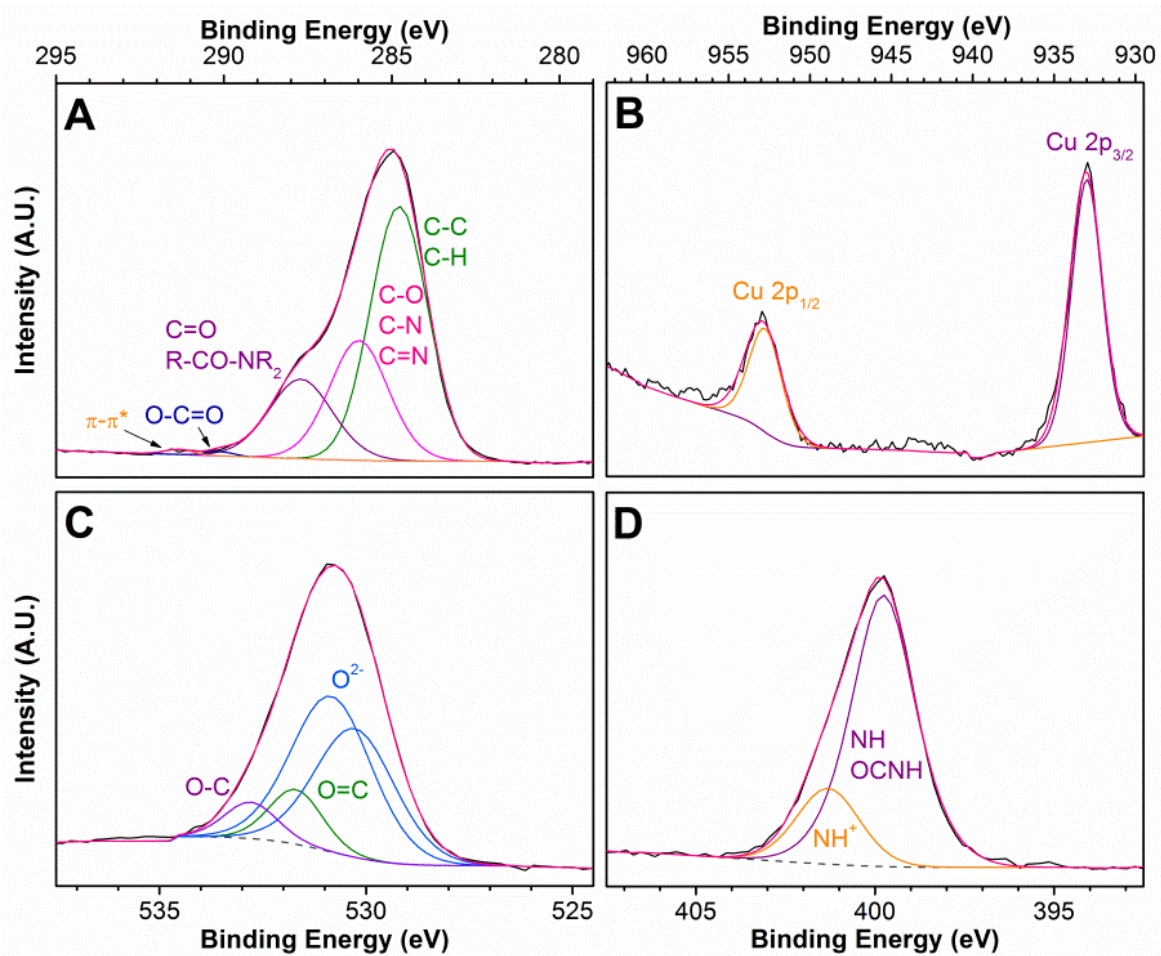 Binding Energy (eV)
295 290 285 280
Binding Energy (eV)
960 955 950 945 940 935 930
A
Intensity (A.U.)
C-C
C-H
C-O
C-N
C=N
C=O
R-CO-NR₂
π-π*
O-C=O
B
Cu 2p₃/₂
Cu 2p₁/₂
C
Intensity (A.U.)
O²⁻
O-C
O=C
535 530 525
Binding Energy (eV)
D
NH
OCNH
NH⁺
405 400 395
Binding Energy (eV)